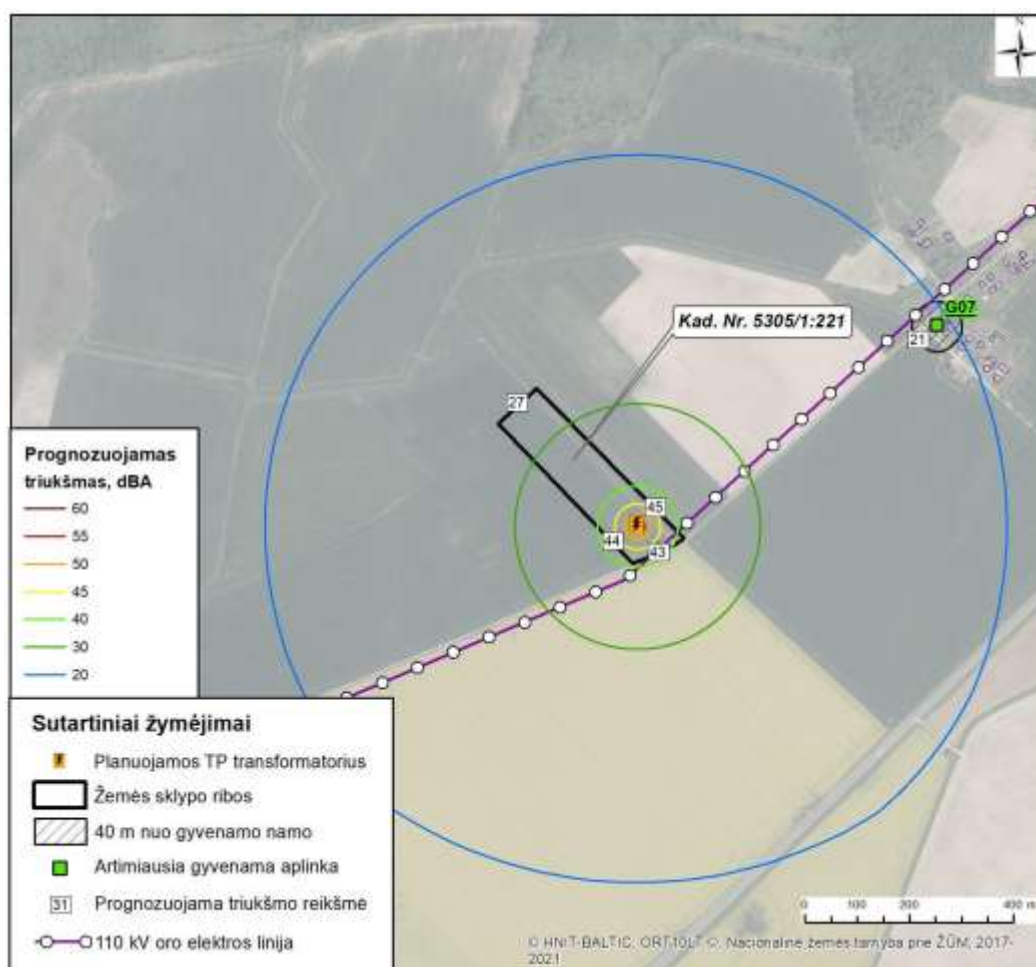 N
G07
21
Kad. Nr. 5305/1:221
27
45
44
43
Prognozuojamas
triukšmas, dBA
60
55
50
45
40
30
20
Sutartiniai žymėjimai
Planuojamos TP transformatorius
Žemės sklypo ribos
40 m nuo gyvenamo namo
Artimiausia gyvenama aplinka
31 Prognozuojama triukšmo reikšmė
110 kV oro elektros linija
0 100 200 400 m
© HNIT-BALTIC, ORT10LT ©, Nacionalinė žemės tarnyba prie ŽŪM, 2017-
2021